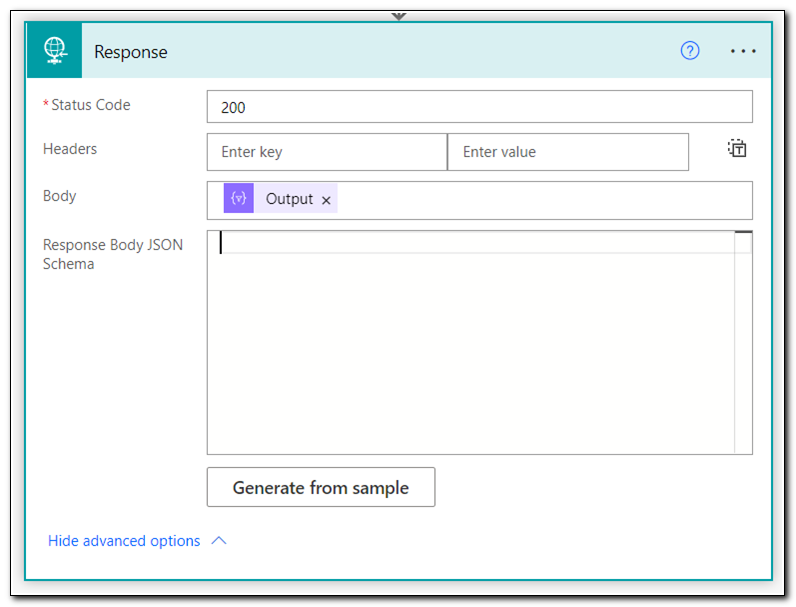 Response
* Status Code
200
Headers
Enter key
Enter value
Body
{v} Output ×
Response Body JSON
Schema
Generate from sample
Hide advanced options